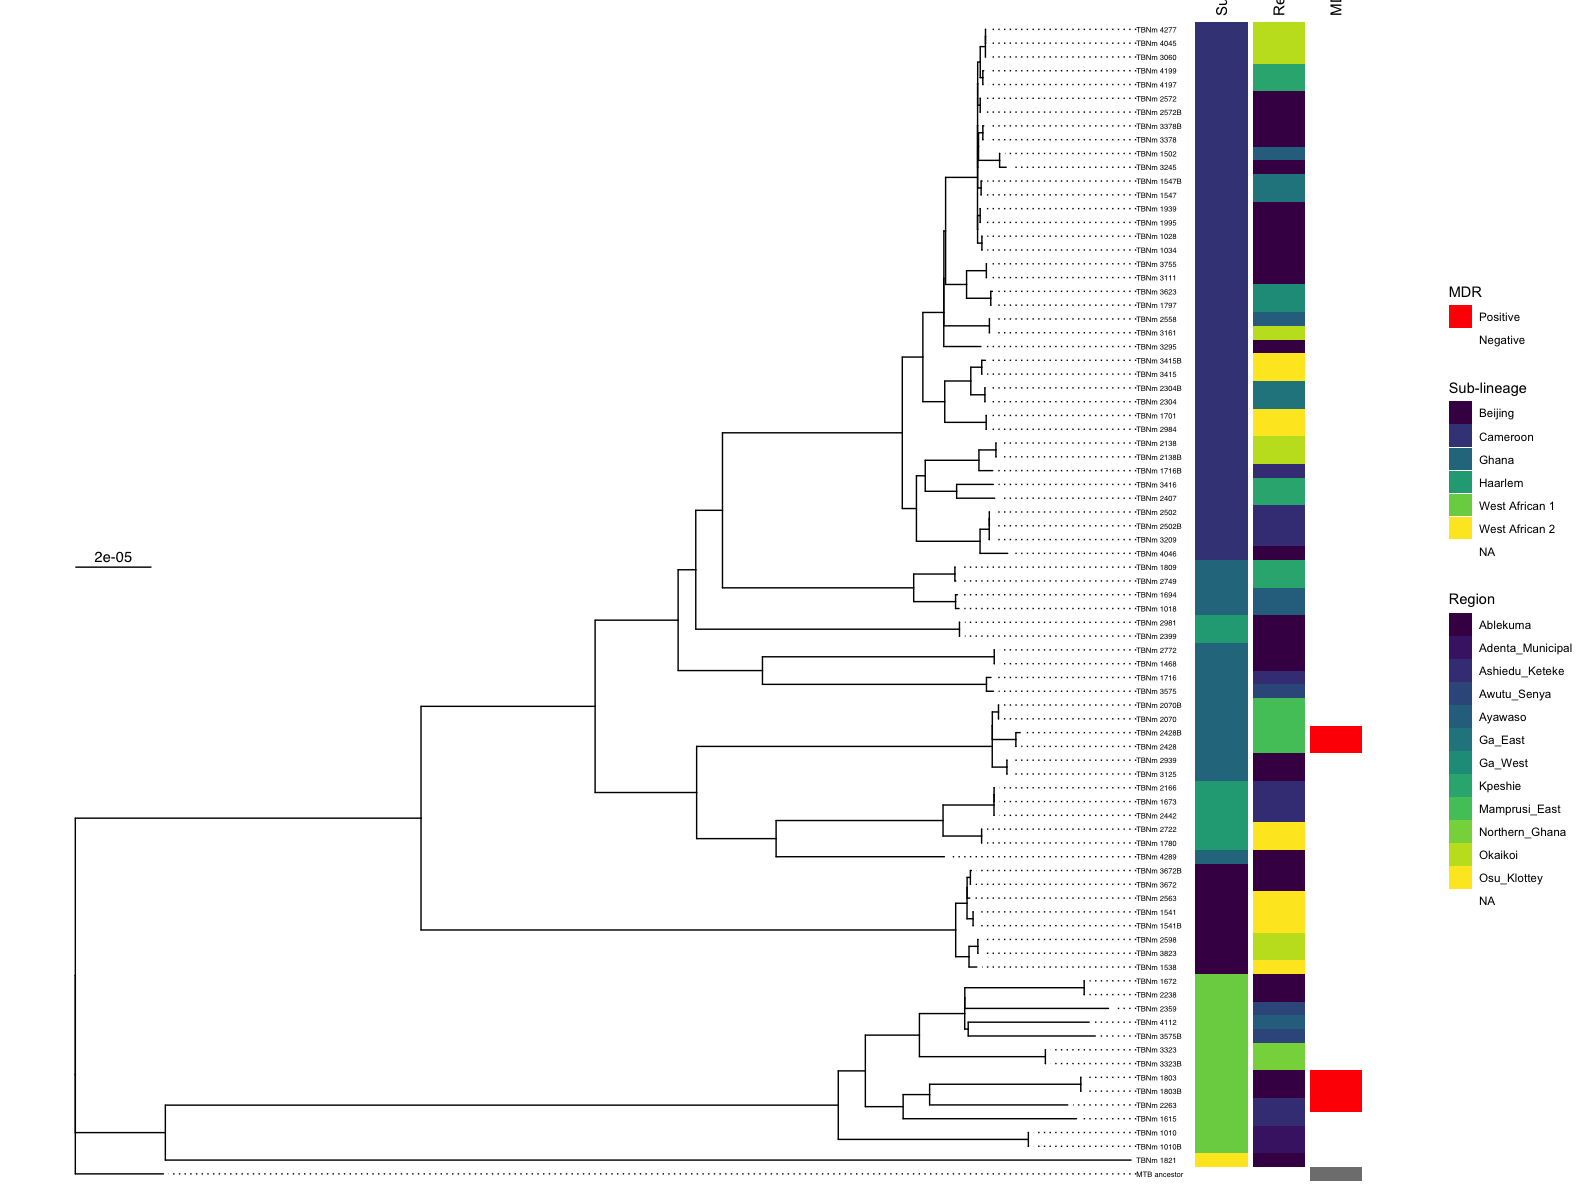 Su
Re
TBNm 4277
TBNm 4045
TBNm 3060
TBNm 4199
TBNm 4197
TBNm 2572
TBNm 2572B
TBNm 3378B
TBNm 3378
TBNm 1502
TBNm 3245
TBNm 1547B
TBNm 1547
TBNm 1939
TBNm 1995
TBNm 1028
TBNm 1034
TBNm 3755
TBNm 3111
TBNm 3623
TBNm 1797
TBNm 2558
TBNm 3161
TBNm 3295
TBNm 3415B
TBNm 3415
TBNm 2304B
TBNm 2304
TBNm 1701
TBNm 2984
TBNm 2138
TBNm 2138B
TBNm 1716B
TBNm 3416
TBNm 2407
TBNm 2502
TBNm 2502B
TBNm 3209
TBNm 4046
TBNm 1809
TBNm 2749
TBNm 1694
TBNm 1018
TBNm 2981
TBNm 2399
TBNm 2772
TBNm 1468
TBNm 1716
TBNm 3575
TBNm 2070B
TBNm 2070
TBNm 2428B
TBNm 2428
TBNm 2939
TBNm 3125
TBNm 2166
TBNm 1673
TBNm 2442
TBNm 2722
TBNm 1780
TBNm 4289
TBNm 3672B
TBNm 3672
TBNm 2563
TBNm 1541
TBNm 1541B
TBNm 2598
TBNm 3823
TBNm 1538
TBNm 1672
TBNm 2238
TBNm 2359
TBNm 4112
TBNm 3575B
TBNm 3323
TBNm 3323B
TBNm 1803
TBNm 1803B
TBNm 2263
TBNm 1615
TBNm 1010
TBNm 1010B
TBNm 1821
MTB ancestor
2e-05
MDR
Positive
Negative
Sub-lineage
Beijing
Cameroon
Ghana
Haarlem
West African 1
West African 2
NA
Region
Ablekuma
Adenta_Municipal
Ashiedu_Keteke
Awutu_Senya
Ayawaso
Ga_East
Ga_West
Kpeshie
Mamprusi_East
Northern_Ghana
Okaikoi
Osu_Klottey
NA